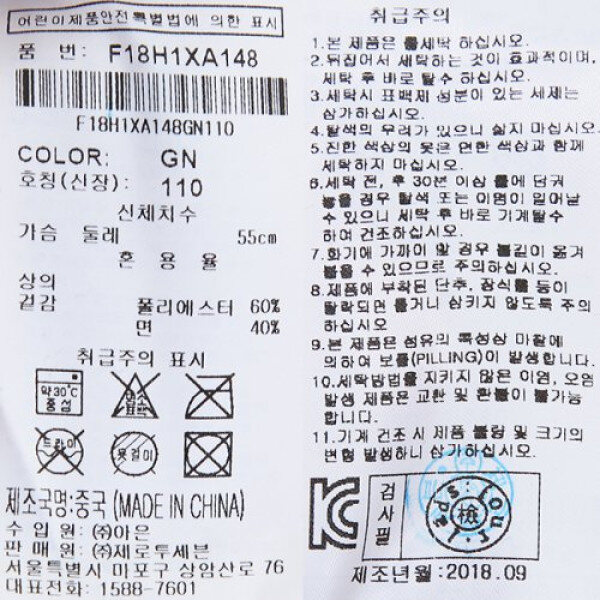 어린이제품안전특별법에 의한 표시
품 번: F18H1XA148
F18H1XA148GN110
COLOR: GN
호칭(신장): 110
신체치수
가슴 둘레 55cm
혼 용 율
상의
겉감 폴리에스터 60%
면 40%
취급주의 표시
약30℃
중성
드라이
옷걸이
제조국명:중국 (MADE IN CHINA)
수 입 원: ㈜아은
판 매 원: ㈜제로투세븐
서울특별시 마포구 상암산로 76
대표전화: 1588-7601
취급주의
1.본 제품은 물세탁 하십시오.
2.뒤집어서 세탁하는 것이 효과적이며,
세탁 후 바로 탈수 하십시오.
3.세탁시 표백제 성분이 있는 세제는
삼가하십시오.
4.탈색의 우려가 있으니 삶지 마십시오.
5.진한 색상의 옷은 연한 색상과 함께
세탁하지 마십시오.
6.세탁 전, 후 30분 이상 물에 담궈
놓을 경우 탈색 또는 이염이 일어날
수 있으니 세탁 후 바로 기계탈수
하여 건조하십시오.
7.화기에 가까이 할 경우 불길이 옮겨
붙을 수 있으므로 주의하십시오.
8.제품에 부착된 단추, 장식물 등이
탈락되면 물거나 삼키지 않도록 주의
하십시오
9.본 제품은 섬유의 특성상 마찰에
의하여 보풀(PILLING)이 발생합니다.
10.세탁방법을 지키지 않은 이염, 오염
발생 제품은 교환 및 환불이 불가능
합니다.
11.기계 건조 시 제품 불량 및 크기의
변형 발생하니 삼가하십시오.
KC
검사필
檢
fourlaps:
제조년월:2018.09